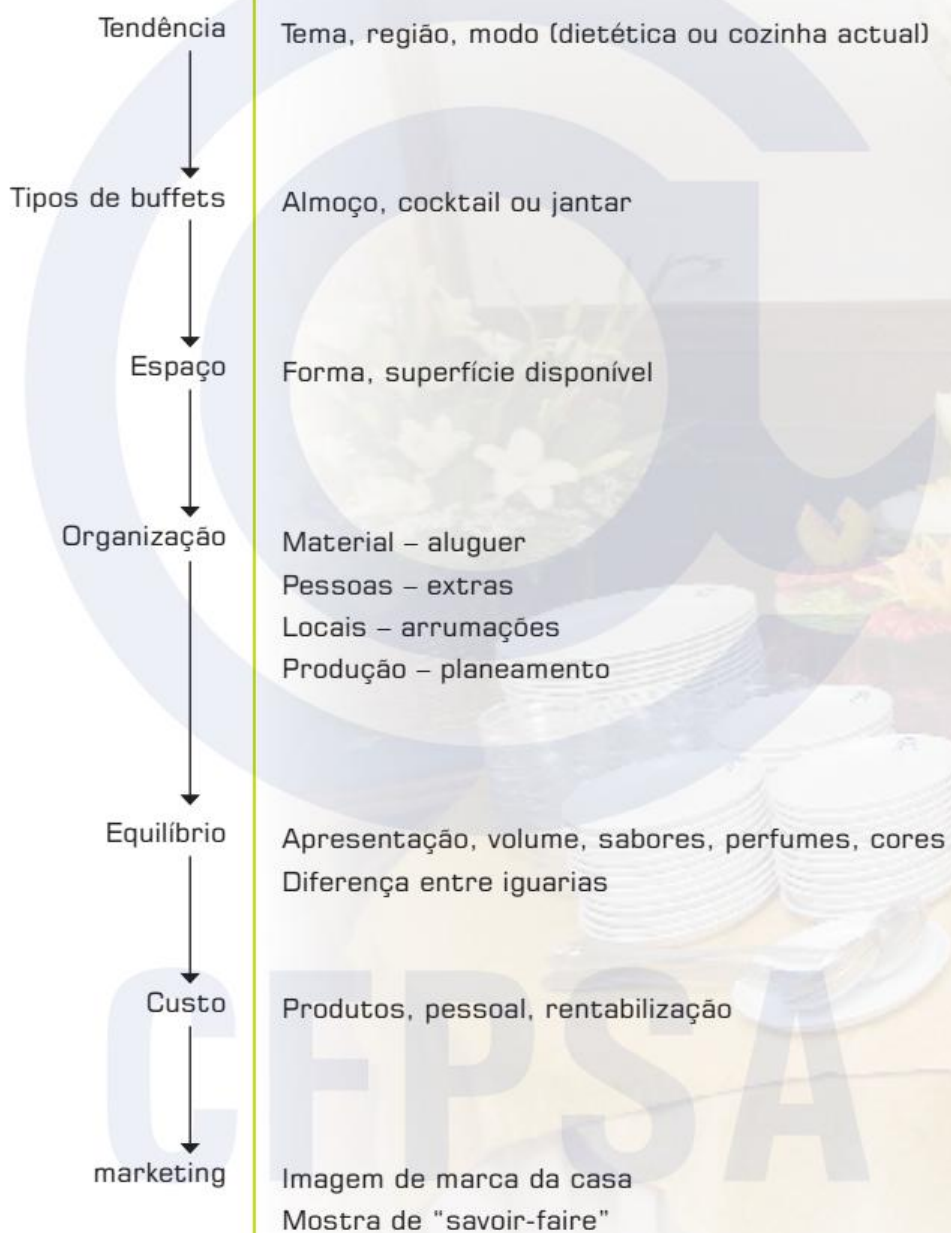 Tendência
Tema, região, modo (dietética ou cozinha actual)
Tipos de buffets
Almoço, cocktail ou jantar
Espaço
Forma, superfície disponível
Organização
Material – aluguer
Pessoas – extras
Locais – arrumações
Produção – planeamento
Equilíbrio
Apresentação, volume, sabores, perfumes, cores
Diferença entre iguarias
Custo
Produtos, pessoal, rentabilização
CFPSA
marketing
Imagem de marca da casa
Mostra de “savoir-faire”